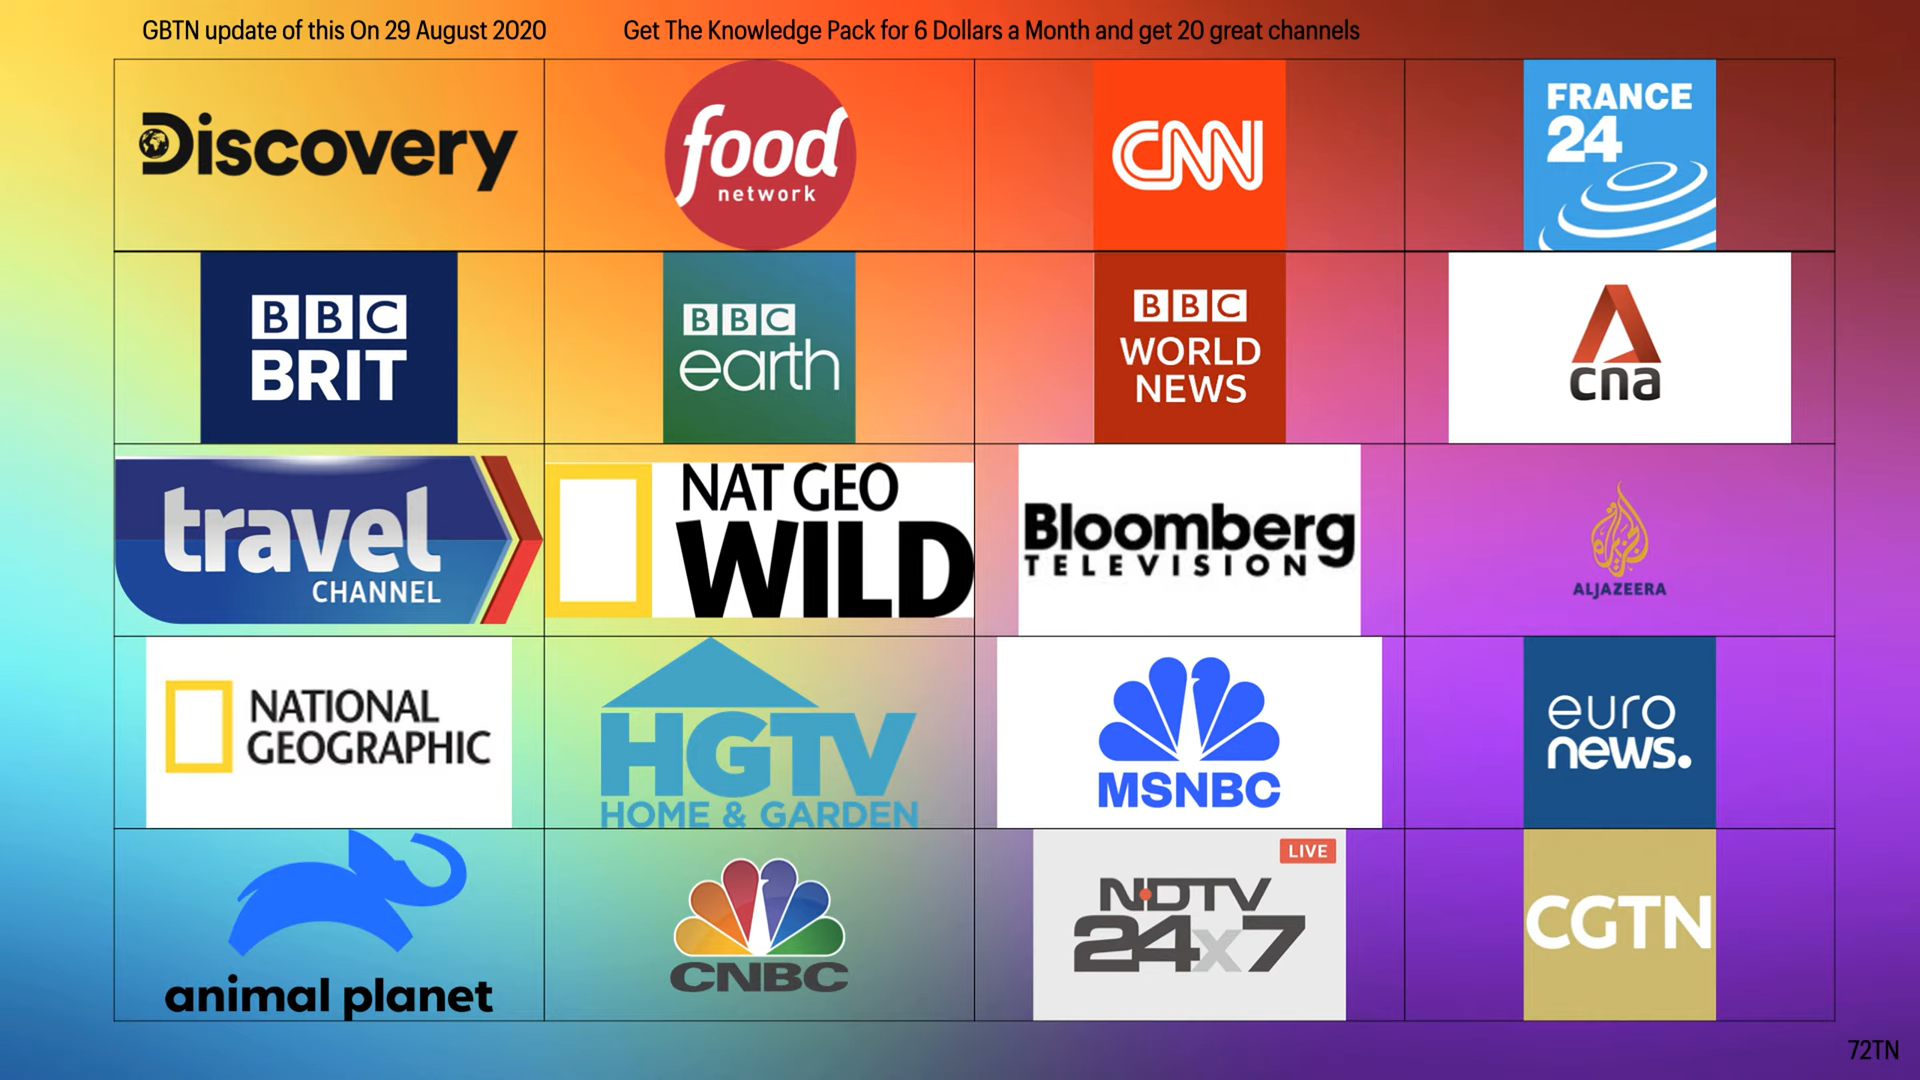 GBTN update of this On 29 August 2020
Get The Knowledge Pack for 6 Dollars a Month and get 20 great channels
Discovery
food
network
CNN
FRANCE
24
BBC
BRIT
BBC
earth
BBC
WORLD
NEWS
cna
travel
CHANNEL
NAT GEO
WILD
Bloomberg
TELEVISION
ALJAZEERA
NATIONAL
GEOGRAPHIC
HGTV
HOME & GARDEN
MSNBC
euro
news.
animal planet
CNBC
LIVE
NDTV
24x7
CGTN
72TN